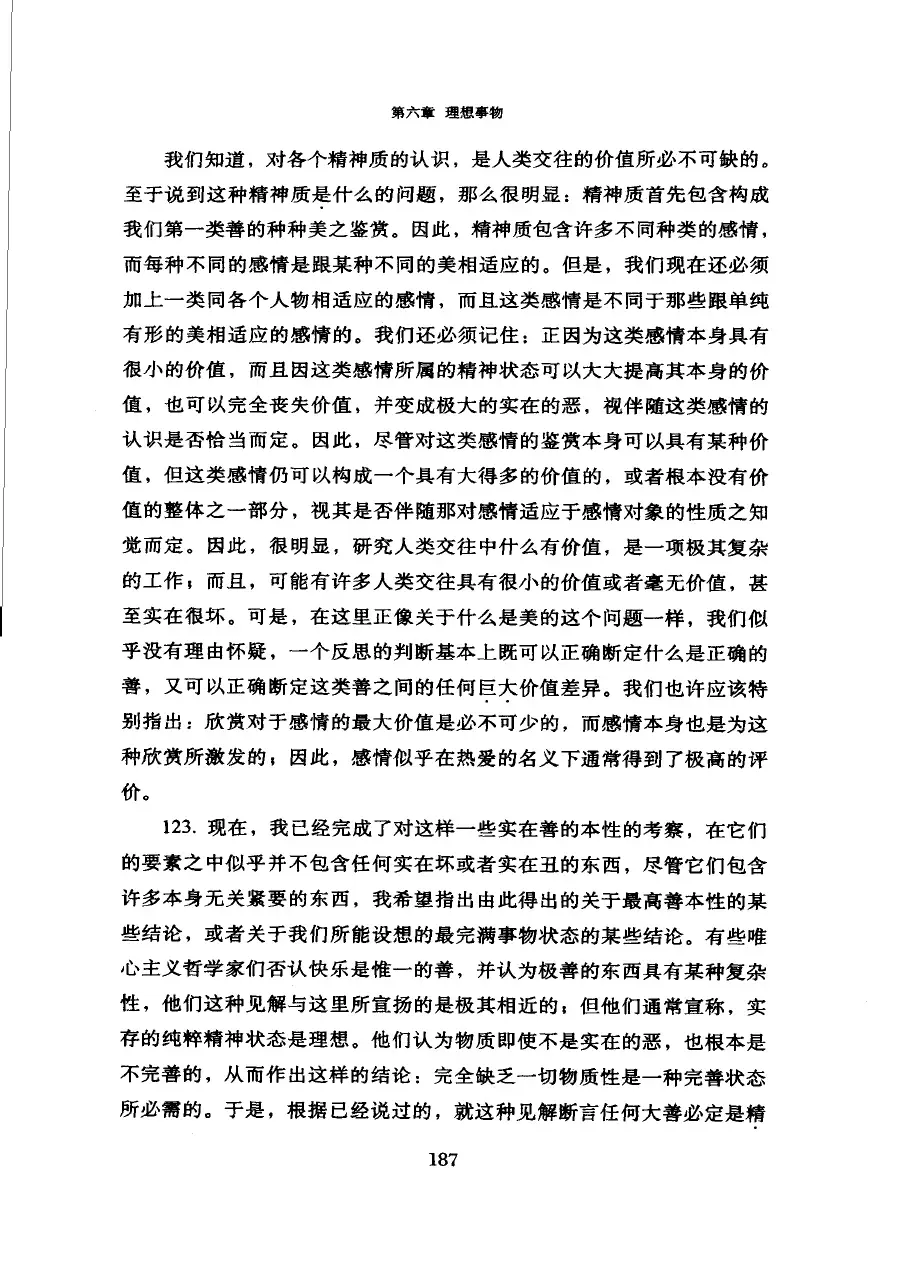 第六章 理想事物
我们知道，对各个精神质的认识，是人类交往的价值所必不可缺的。
至于说到这种精神质是什么的问题，那么很明显：精神质首先包含构成
我们第一类善的种种美之鉴赏。因此，精神质包含许多不同种类的感情，
而每种不同的感情是跟某种不同的美相适应的。但是，我们现在还必须
加上一类同各个人物相适应的感情，而且这类感情是不同于那些跟单纯
有形的美相适应的感情的。我们还必须记住：正因为这类感情本身具有
很小的价值，而且因这类感情所属的精神状态可以大大提高其本身的价
值，也可以完全丧失价值，并变成极大的实在的恶，视伴随这类感情的
认识是否恰当而定。因此，尽管对这类感情的鉴赏本身可以具有某种价
值，但这类感情仍可以构成一个具有大得多的价值的，或者根本没有价
值的整体之一部分，视其是否伴随那对感情适应于感情对象的性质之知
觉而定。因此，很明显，研究人类交往中什么有价值，是一项极其复杂
的工作；而且，可能有许多人类交往具有很小的价值或者毫无价值，甚
至实在很坏。可是，在这里正像关于什么是美的这个问题一样，我们似
乎没有理由怀疑，一个反思的判断基本上既可以正确断定什么是正确的
善，又可以正确断定这类善之间的任何巨大价值差异。我们也许应该特
别指出：欣赏对于感情的最大价值是必不可少的，而感情本身也是为这
种欣赏所激发的；因此，感情似乎在热爱的名义下通常得到了极高的评
价。
123. 现在，我已经完成了对这样一些实在善的本性的考察，在它们
的要素之中似乎并不包含任何实在坏或者实在丑的东西，尽管它们包含
许多本身无关紧要的东西，我希望指出由此得出的关于最高善本性的某
些结论，或者关于我们所能设想的最完满事物状态的某些结论。有些唯
心主义哲学家们否认快乐是惟一的善，并认为极善的东西具有某种复杂
性，他们这种见解与这里所宣扬的是极其相近的；但他们通常宣称，实
存的纯粹精神状态是理想。他们认为物质即使不是实在的恶，也根本是
不完善的，从而作出这样的结论：完全缺乏一切物质性是一种完善状态
所必需的。于是，根据已经说过的，就这种见解断言任何大善必定是精
187